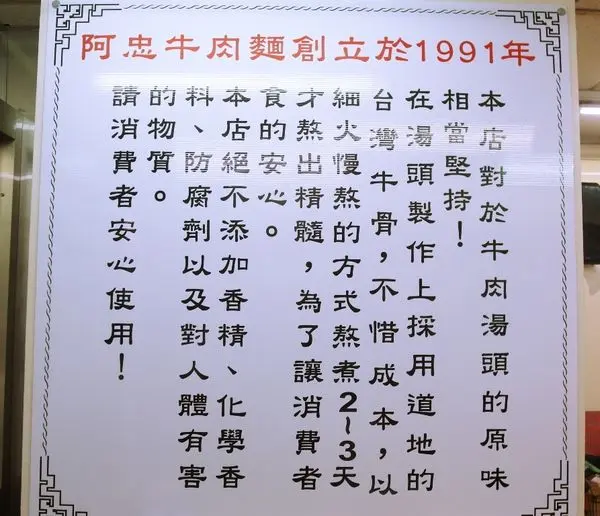 阿忠牛肉麵創立於1991年
本店對於牛肉湯頭的原味
相當堅持！
在湯頭製作上採用道地的
台灣牛骨，不惜成本，以
細火慢熬的方式熬煮2~3天
才熬出精髓，為了讓消費者
食的安心。
本店絕不添加香精、化學香
料、防腐劑以及對人體有害
的物質。
請消費者安心使用！